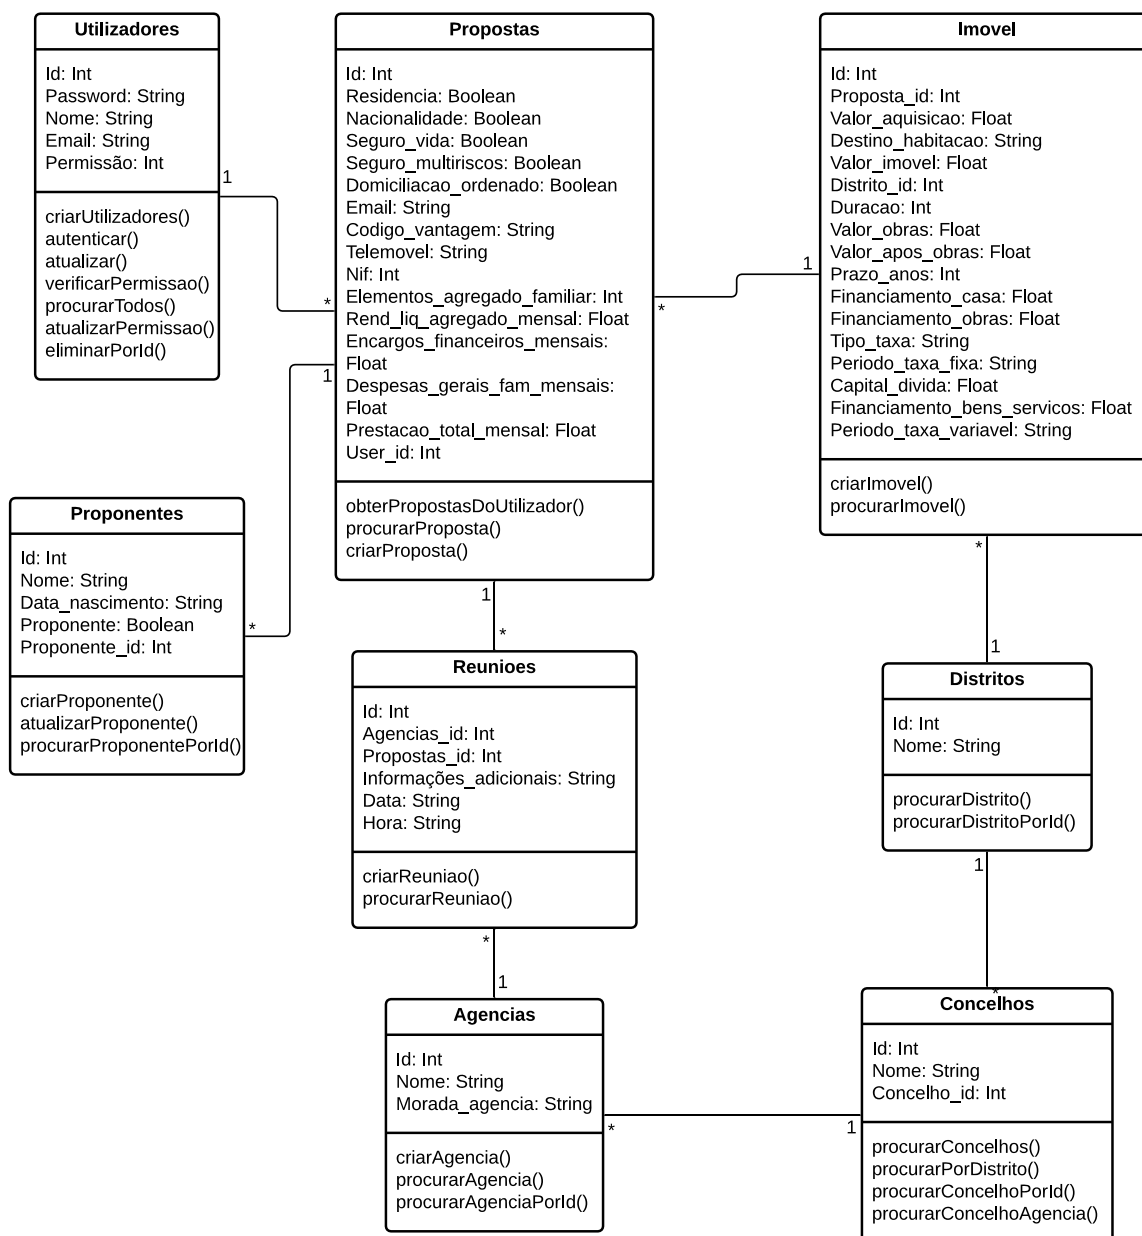 Utilizadores
Id: Int
Password: String
Nome: String
Email: String
Permissão: Int
criarUtilizadores()
autenticar()
atualizar()
verificarPermissao()
procurarTodos()
atualizarPermissao()
eliminarPorId()
1
*
Propostas
Id: Int
Residencia: Boolean
Nacionalidade: Boolean
Seguro_vida: Boolean
Seguro_multiriscos: Boolean
Domiciliacao_ordenado: Boolean
Email: String
Codigo_vantagem: String
Telemovel: String
Nif: Int
Elementos_agregado_familiar: Int
Rend_liq_agregado_mensal: Float
Encargos_financeiros_mensais:
Float
Despesas_gerais_fam_mensais:
Float
Prestacao_total_mensal: Float
User_id: Int
obterPropostasDoUtilizador()
procurarProposta()
criarProposta()
1
*
Imovel
Id: Int
Proposta_id: Int
Valor_aquisicao: Float
Destino_habitacao: String
Valor_imovel: Float
Distrito_id: Int
Duracao: Int
Valor_obras: Float
Valor_apos_obras: Float
Prazo_anos: Int
Financiamento_casa: Float
Financiamento_obras: Float
Tipo_taxa: String
Periodo_taxa_fixa: String
Capital_divida: Float
Financiamento_bens_servicos: Float
Periodo_taxa_variavel: String
criarImovel()
procurarImovel()
1
*
Proponentes
Id: Int
Nome: String
Data_nascimento: String
Proponente: Boolean
Proponente_id: Int
criarProponente()
atualizarProponente()
procurarProponentePorId()
*
1
*
Reunioes
Id: Int
Agencias_id: Int
Propostas_id: Int
Informações_adicionais: String
Data: String
Hora: String
criarReuniao()
procurarReuniao()
*
1
1
Distritos
Id: Int
Nome: String
procurarDistrito()
procurarDistritoPorId()
1
*
Agencias
Id: Int
Nome: String
Morada_agencia: String
criarAgencia()
procurarAgencia()
procurarAgenciaPorId()
*
1
Concelhos
Id: Int
Nome: String
Concelho_id: Int
procurarConcelhos()
procurarPorDistrito()
procurarConcelhoPorId()
procurarConcelhoAgencia()